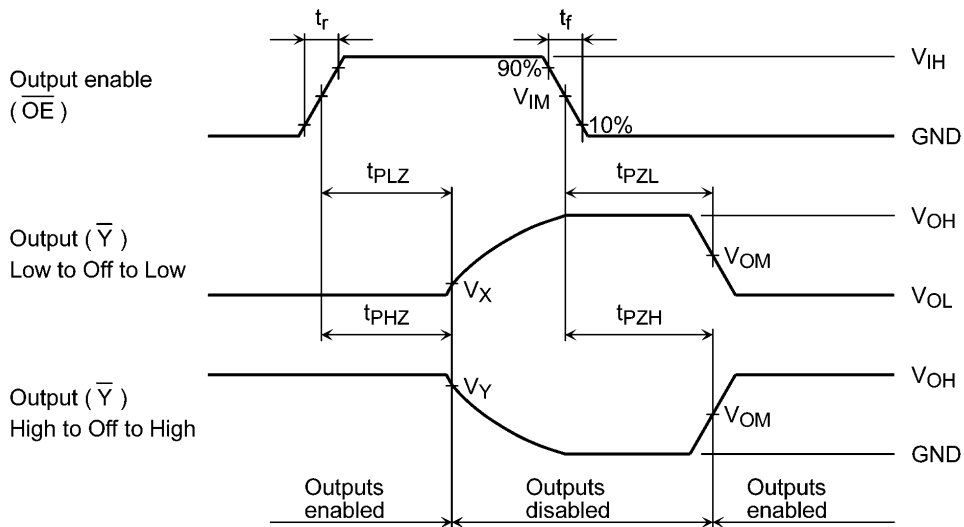 tr
tf
Output enable
(OE)
90%
VIM
10%
VIH
GND
tPLZ
tPZL
Output (Y)
Low to Off to Low
VX
VOM
VOH
VOL
tPHZ
tPZH
Output (Y)
High to Off to High
VY
VOM
VOH
GND
Outputs
enabled
Outputs
disabled
Outputs
enabled